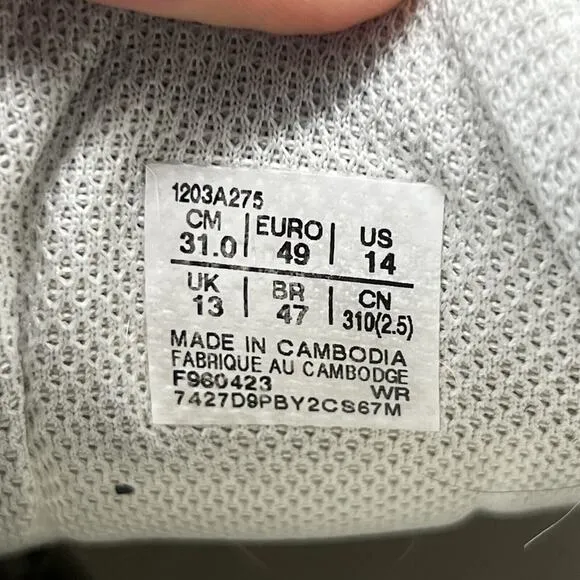 1203A275
CM | EURO | US
31.0 | 49 | 14
UK | BR | CN
13 | 47 | 310(2.5)
MADE IN CAMBODIA
FABRIQUE AU CAMBODGE
F960423 WR
7427D9PBY2CS67M